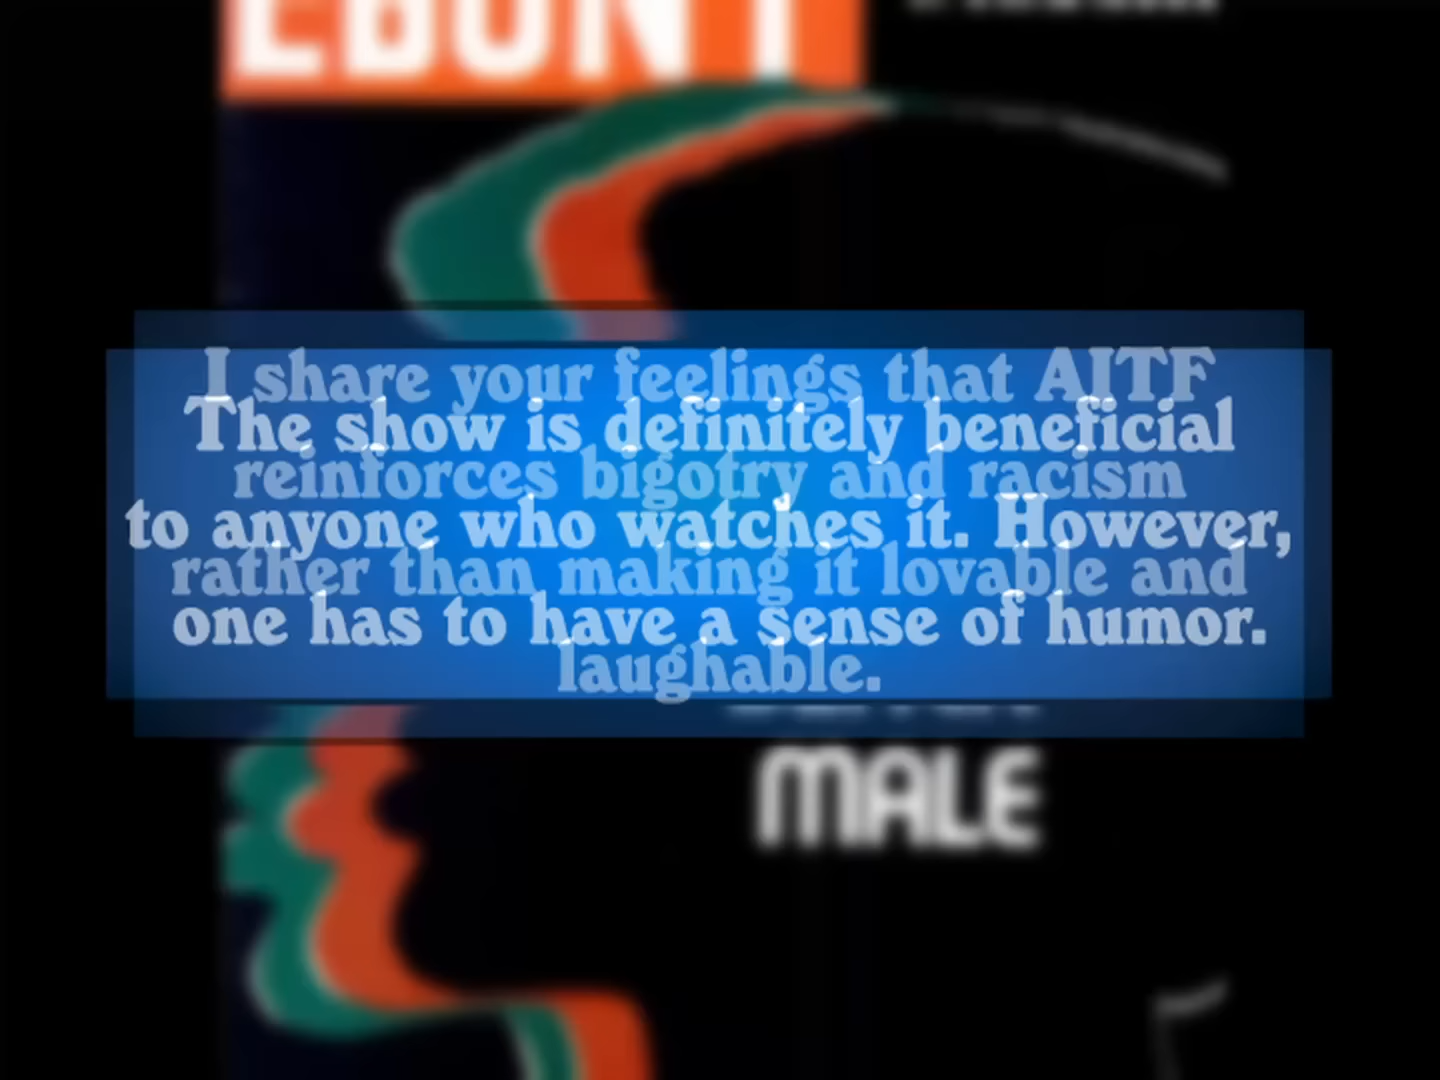 EBONY
I share your feelings that AITF
The show is definitely beneficial
reinforces bigotry and racism
to anyone who watches it. However,
rather than making it lovable and
one has to have a sense of humor.
laughable.
MALE